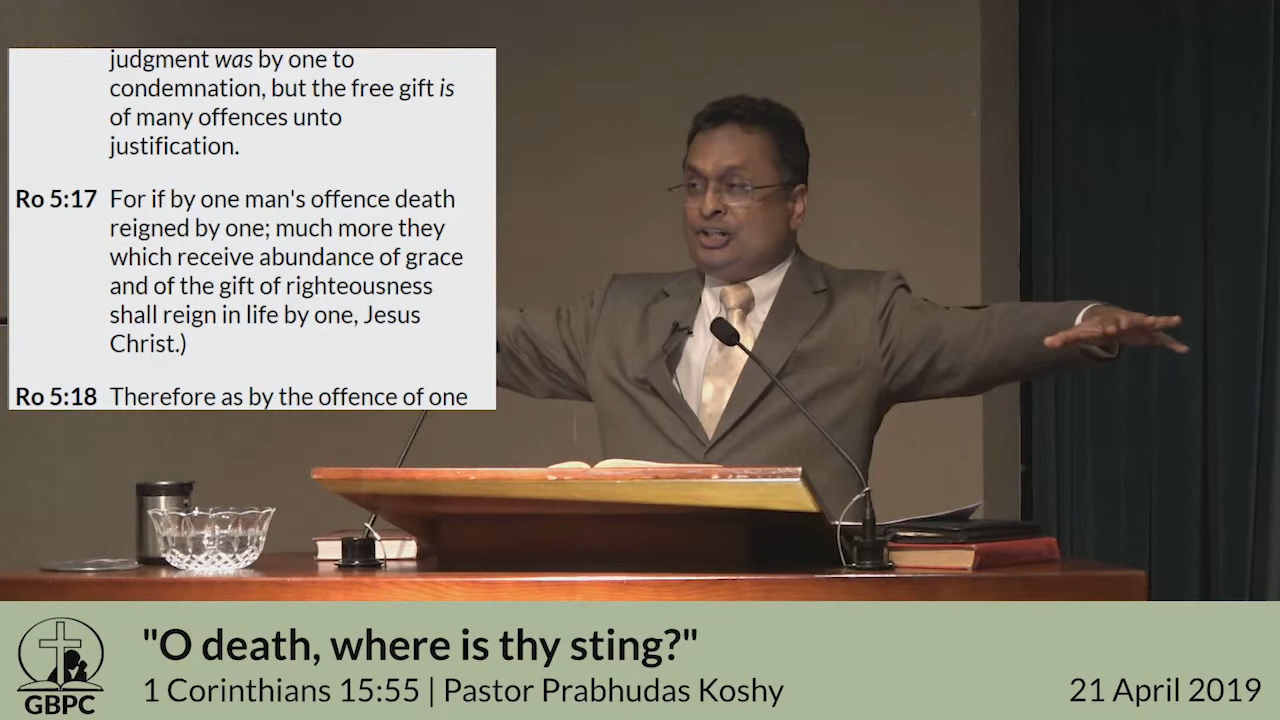 judgment was by one to
condemnation, but the free gift is
of many offences unto
justification.
Ro 5:17 For if by one man's offence death
reigned by one; much more they
which receive abundance of grace
and of the gift of righteousness
shall reign in life by one, Jesus
Christ.)
Ro 5:18 Therefore as by the offence of one
"O death, where is thy sting?"
1 Corinthians 15:55 | Pastor Prabhudas Koshy
21 April 2019
GBPC